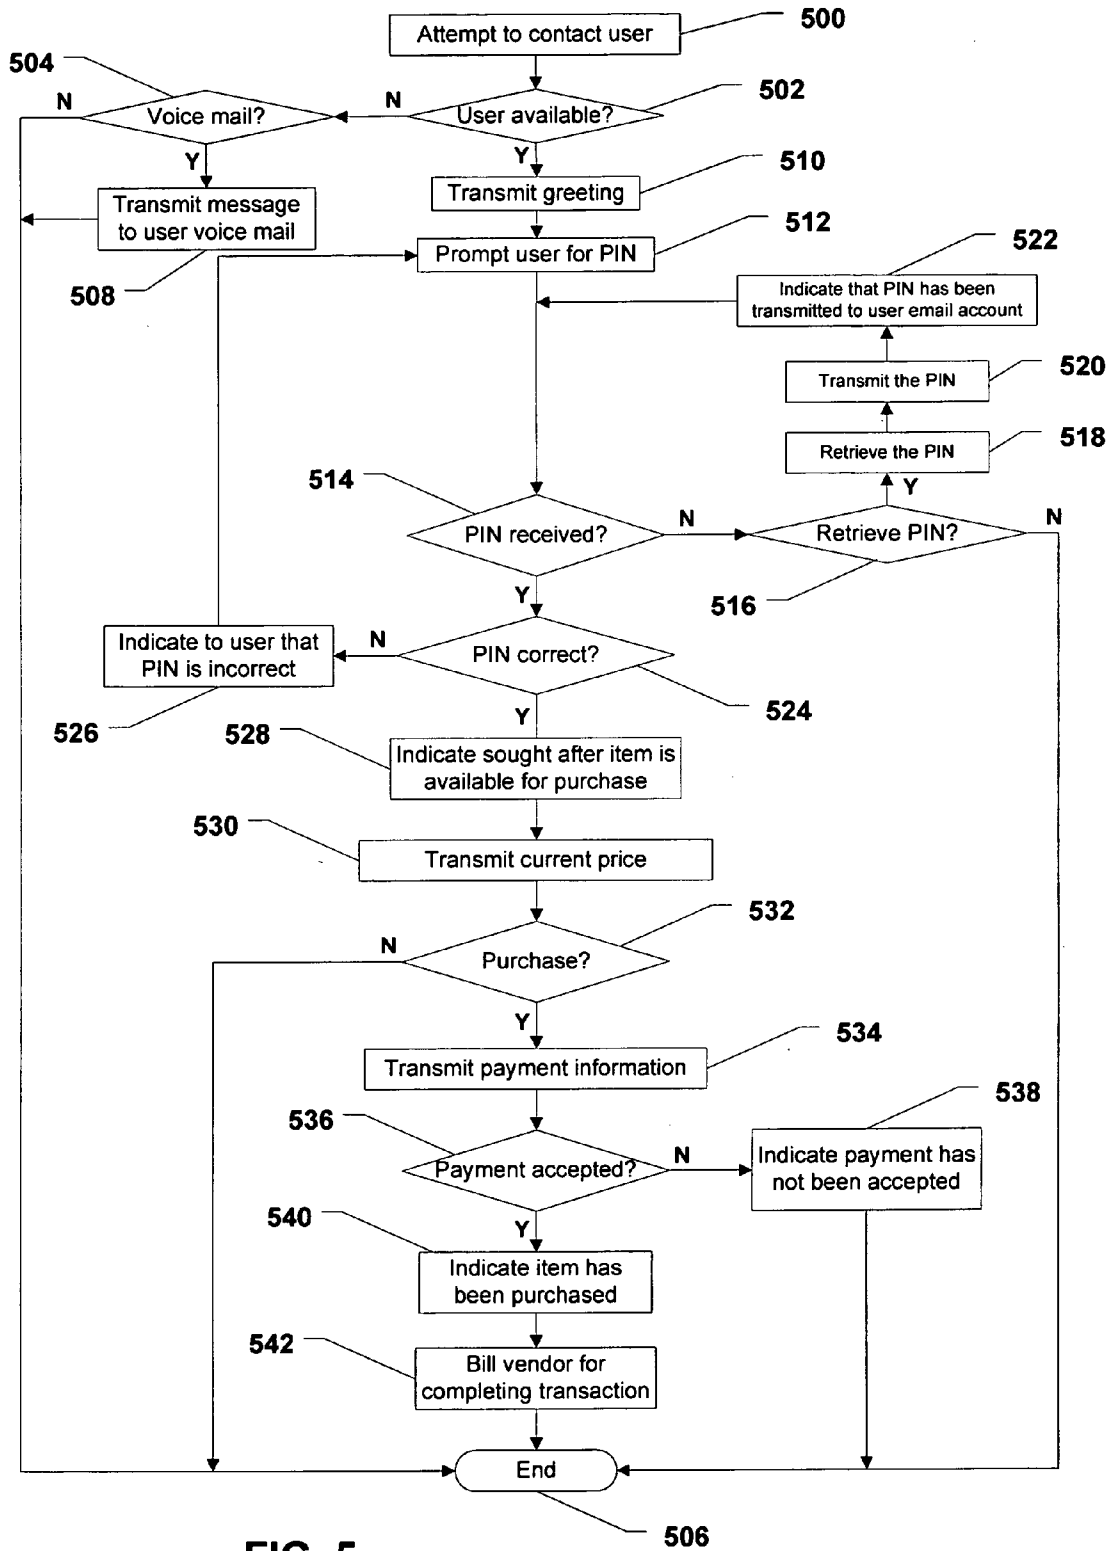 Attempt to contact user
500
504
N
Voice mail?
N
User available?
502
Y
Y
510
Transmit message
to user voice mail
Transmit greeting
512
Prompt user for PIN
522
508
Indicate that PIN has been
transmitted to user email account
Transmit the PIN
520
Retrieve the PIN
518
514
Y
PIN received?
N
Retrieve PIN?
N
516
Y
Indicate to user that
PIN is incorrect
N
PIN correct?
524
526
528
Y
Indicate sought after item is
available for purchase
530
Transmit current price
532
N
Purchase?
Y
534
Transmit payment information
536
538
Payment accepted?
N
Indicate payment has
not been accepted
540
Y
Indicate item has
been purchased
542
Bill vendor for
completing transaction
End
506
FIG. 5